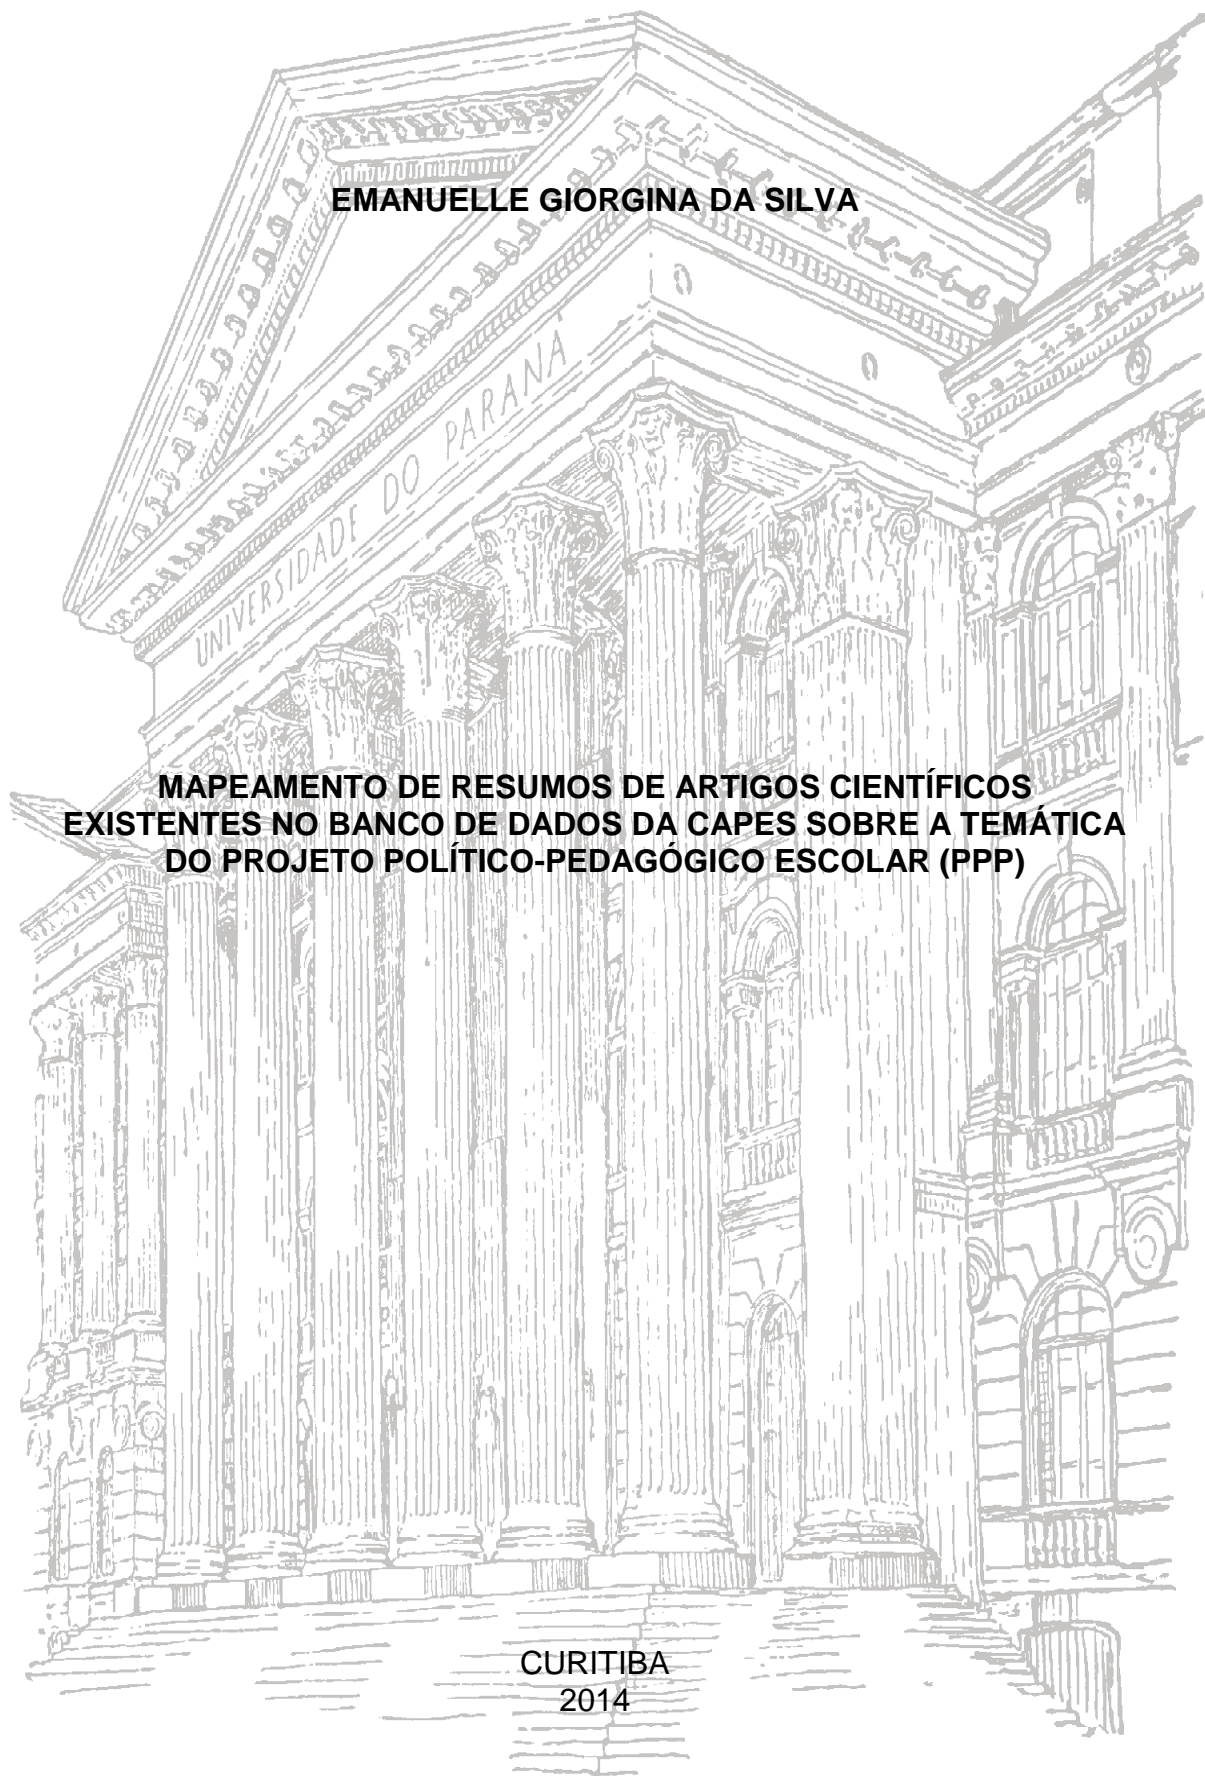 EMANUELLE GIORGINA DA SILVA
UNIVERSIDADE DO PARANÁ
MAPEAMENTO DE RESUMOS DE ARTIGOS CIENTÍFICOS
EXISTENTES NO BANCO DE DADOS DA CAPES SOBRE A TEMÁTICA
DO PROJETO POLÍTICO-PEDAGÓGICO ESCOLAR (PPP)
CURITIBA
2014